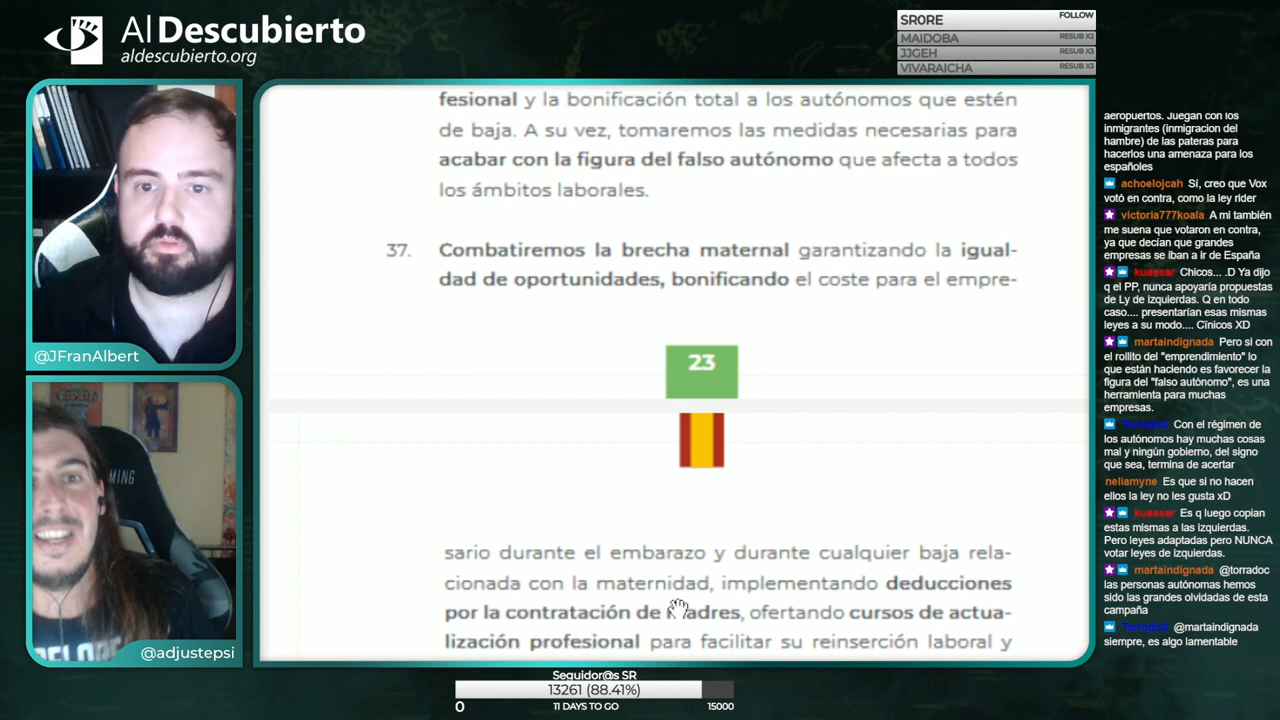 Al Descubierto
aldescubierto.org
SR0RE FOLLOW
MAIDOBA RESUB X2
JJGEH RESUB X3
VIVARAICHA RESUB X3
fesional y la bonificación total a los autónomos que estén
de baja. A su vez, tomaremos las medidas necesarias para
acabar con la figura del falso autónomo que afecta a todos
los ámbitos laborales.
37. Combatiremos la brecha maternal garantizando la igual-
dad de oportunidades, bonificando el coste para el empre-
23
sario durante el embarazo y durante cualquier baja rela-
cionada con la maternidad, implementando deducciones
por la contratación de madres, ofertando cursos de actua-
lización profesional para facilitar su reinserción laboral y
@JFranAlbert
@adjustepsi
aeropuertos. Juegan con los
inmigrantes (inmigracion del
hambre) de las pateras para
hacerlos una amenaza para los
españoles
achoelojcah Sí, creo que Vox
votó en contra, como la ley rider
victoria777koala A mi también
me suena que votaron en contra,
ya que decían que grandes
empresas se iban a ir de España
kuassar Chicos... .D Ya dijo
q el PP, nunca apoyaría propuestas
de Ly de izquierdas. Q en todo
caso.... presentarían esas mismas
leyes a su modo.... Cínicos XD
martaindignada Pero si con
el rollito del "emprendimiento" lo
que están haciendo es favorecer la
figura del "falso autónomo", es una
herramienta para muchas
empresas.
Con el régimen de
los autónomos hay muchas cosas
mal y ningún gobierno, del signo
que sea, termina de acertar
neliamyne Es que si no hacen
ellos la ley no les gusta xD
kuassar Es q luego copian
estas mismas a las izquierdas.
Pero leyes adaptadas pero NUNCA
votar leyes de izquierdas.
martaindignada @torradoc
las personas autónomas hemos
sido las grandes olvidadas de esta
campaña
@martaindignada
siempre, es algo lamentable
Seguidor@s SR
13261 (88.41%)
0 11 DAYS TO GO 15000